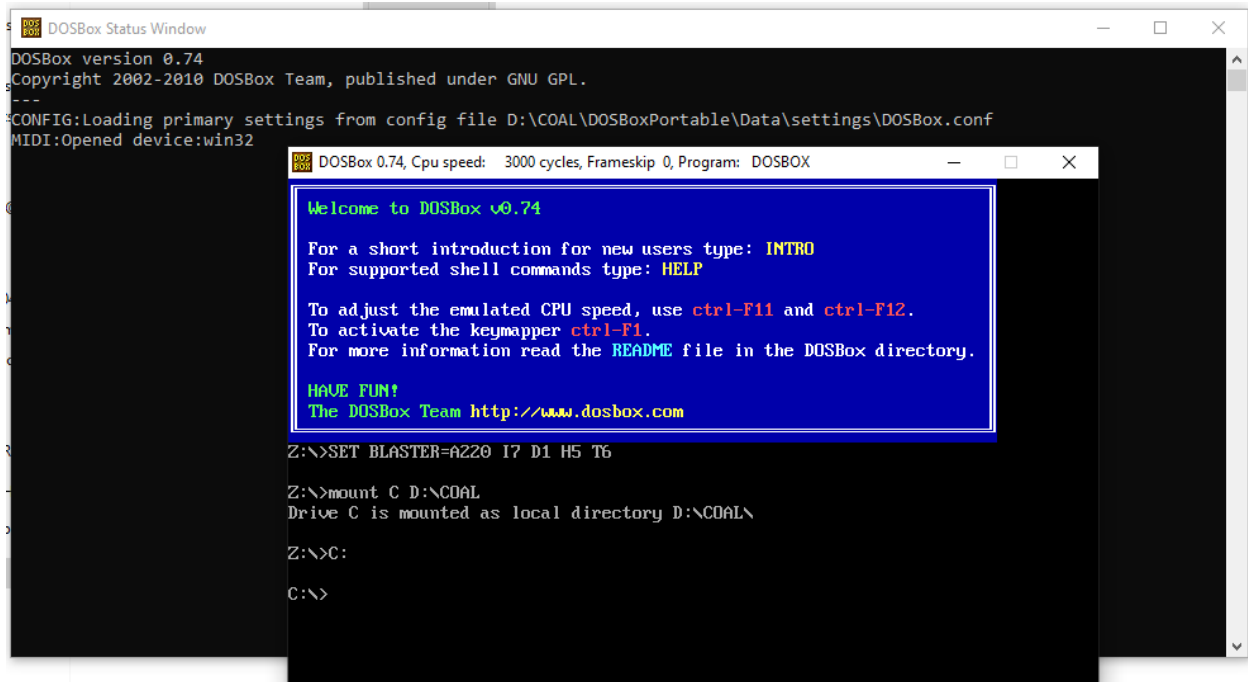 DOSBox Status Window
DOSBox version 0.74
Copyright 2002-2010 DOSBox Team, published under GNU GPL.
---
CONFIG:Loading primary settings from config file D:\COAL\DOSBoxPortable\Data\settings\DOSBox.conf
MIDI:Opened device:win32
DOSBox 0.74, Cpu speed: 3000 cycles, Frameskip 0, Program: DOSBOX
Welcome to DOSBox v0.74
For a short introduction for new users type: INTRO
For supported shell commands type: HELP
To adjust the emulated CPU speed, use ctrl-F11 and ctrl-F12.
To activate the keymapper ctrl-F1.
For more information read the README file in the DOSBox directory.
HAVE FUN!
The DOSBox Team http://www.dosbox.com
Z:\>SET BLASTER=A220 I7 D1 H5 T6
Z:\>mount C D:\COAL
Drive C is mounted as local directory D:\COAL\
Z:\>C:
C:\>